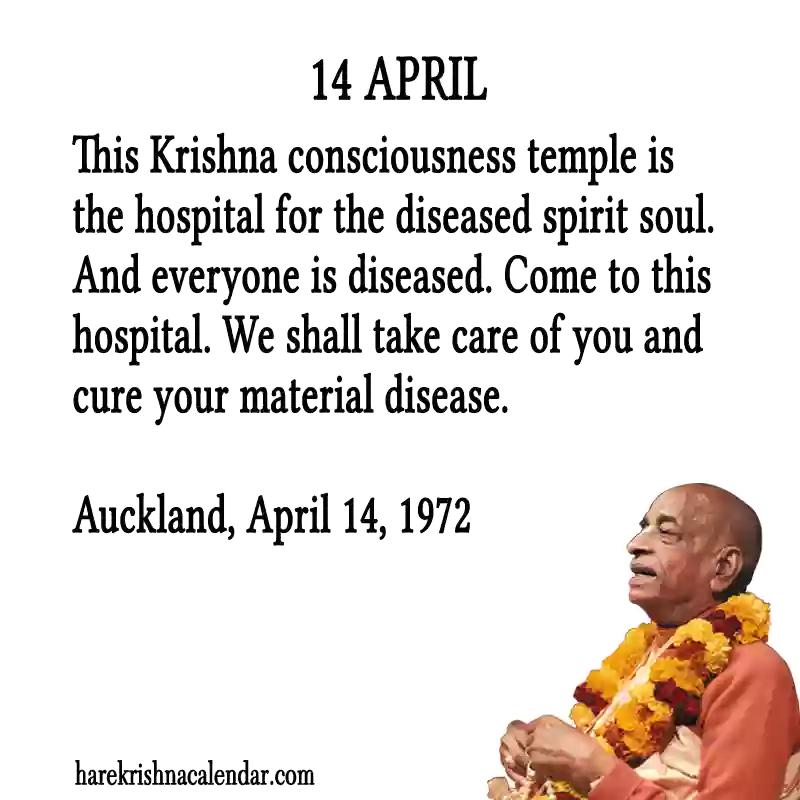 14 APRIL
This Krishna consciousness temple is
the hospital for the diseased spirit soul.
And everyone is diseased. Come to this
hospital. We shall take care of you and
cure your material disease.
Auckland, April 14, 1972
harekrishnacalendar.com